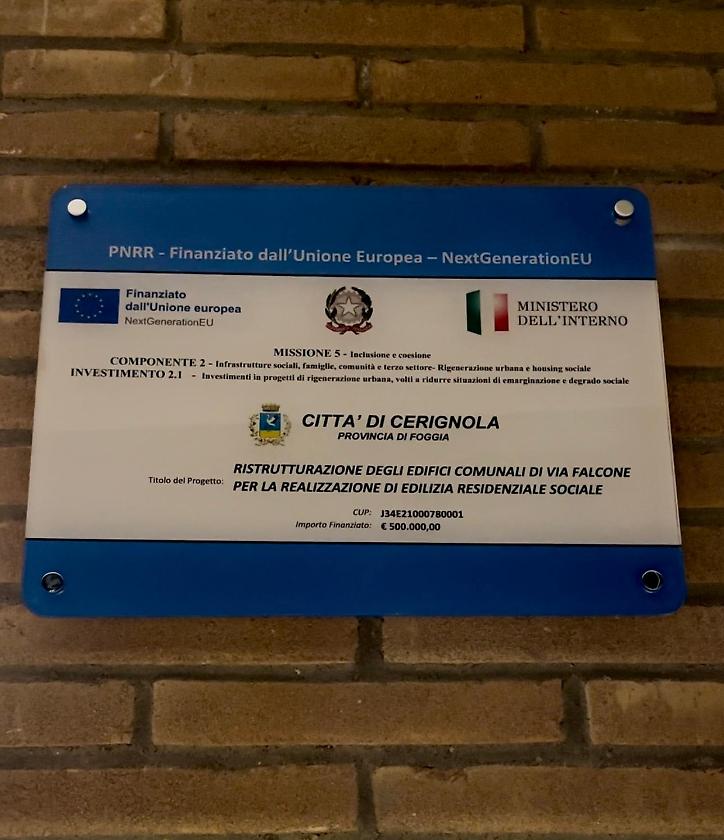 PNRR - Finanziato dall'Unione Europea – NextGenerationEU
Finanziato
dall'Unione europea
NextGenerationEU
MINISTERO
DELL'INTERNO
MISSIONE 5 - Inclusione e coesione
COMPONENTE 2 - Infrastrutture sociali, famiglie, comunità e terzo settore- Rigenerazione urbana e housing sociale
INVESTIMENTO 2.1 - Investimenti in progetti di rigenerazione urbana, volti a ridurre situazioni di emarginazione e degrado sociale
CITTA' DI CERIGNOLA
PROVINCIA DI FOGGIA
Titolo del Progetto: RISTRUTTURAZIONE DEGLI EDIFICI COMUNALI DI VIA FALCONE
PER LA REALIZZAZIONE DI EDILIZIA RESIDENZIALE SOCIALE
CUP: J34E21000780001
Importo Finanziato: € 500.000,00